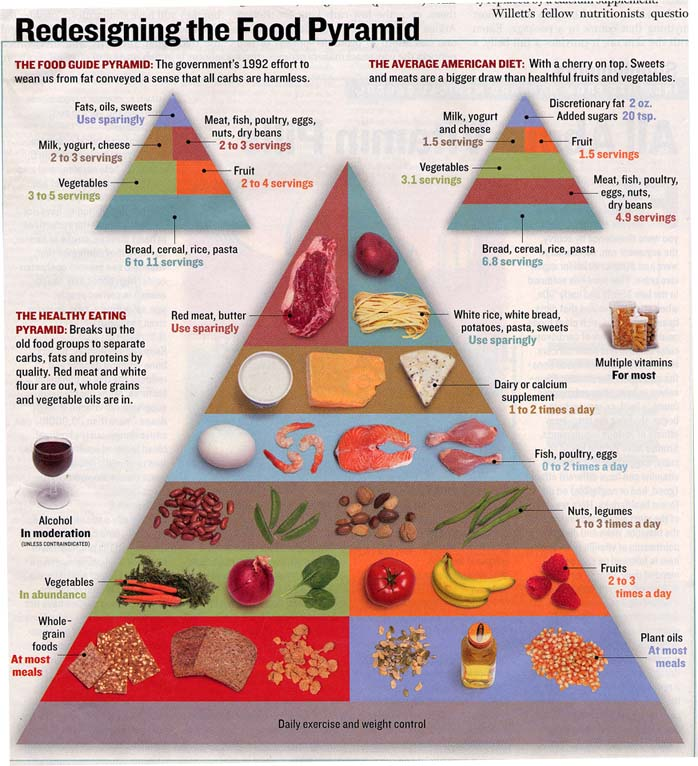 Willett's fellow nutritionists questio
Redesigning the Food Pyramid
THE FOOD GUIDE PYRAMID: The government's 1992 effort to
wean us from fat conveyed a sense that all carbs are harmless.
Fats, oils, sweets
Use sparingly
Milk, yogurt, cheese
2 to 3 servings
Meat, fish, poultry, eggs,
nuts, dry beans
2 to 3 servings
Vegetables
3 to 5 servings
Fruit
2 to 4 servings
Bread, cereal, rice, pasta
6 to 11 servings
THE AVERAGE AMERICAN DIET: With a cherry on top. Sweets
and meats are a bigger draw than healthful fruits and vegetables.
Discretionary fat 2 oz.
Added sugars 20 tsp.
Milk, yogurt
and cheese
1.5 servings
Fruit
1.5 servings
Vegetables
3.1 servings
Meat, fish, poultry,
eggs, nuts,
dry beans
4.9 servings
Bread, cereal, rice, pasta
6.8 servings
THE HEALTHY EATING
PYRAMID: Breaks up the
old food groups to separate
carbs, fats and proteins by
quality. Red meat and white
flour are out, whole grains
and vegetable oils are in.
Red meat, butter
Use sparingly
White rice, white bread,
potatoes, pasta, sweets
Use sparingly
Multiple vitamins
For most
Dairy or calcium
supplement
1 to 2 times a day
Fish, poultry, eggs
0 to 2 times a day
Alcohol
In moderation
(UNLESS CONTRAINDICATED)
Nuts, legumes
1 to 3 times a day
Vegetables
In abundance
Fruits
2 to 3
times a day
Whole-
grain
foods
At most
meals
Plant oils
At most
meals
Daily exercise and weight control